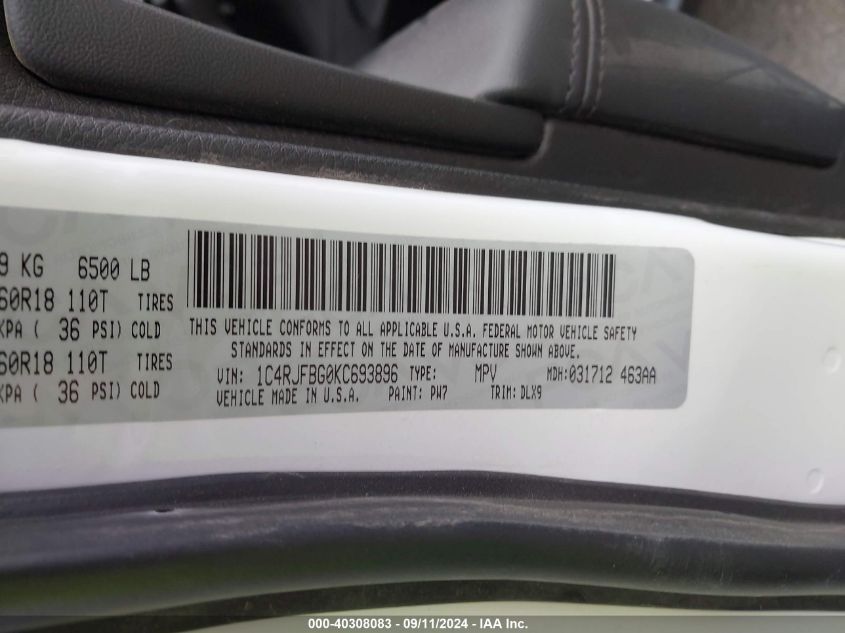 9 KG 6500 LB
60R18 110T TIRES
KPA ( 36 PSI) COLD
60R18 110T TIRES
KPA ( 36 PSI) COLD
THIS VEHICLE CONFORMS TO ALL APPLICABLE U.S.A. FEDERAL MOTOR VEHICLE SAFETY
STANDARDS IN EFFECT ON THE DATE OF MANUFACTURE SHOWN ABOVE.
VIN: 1C4RJFBG0KC693896 TYPE: MPV MDH:031712 463AA
VEHICLE MADE IN U.S.A. PAINT: PW7 TRIM: DLX9
000-40308083 - 09/11/2024 - IAA Inc.